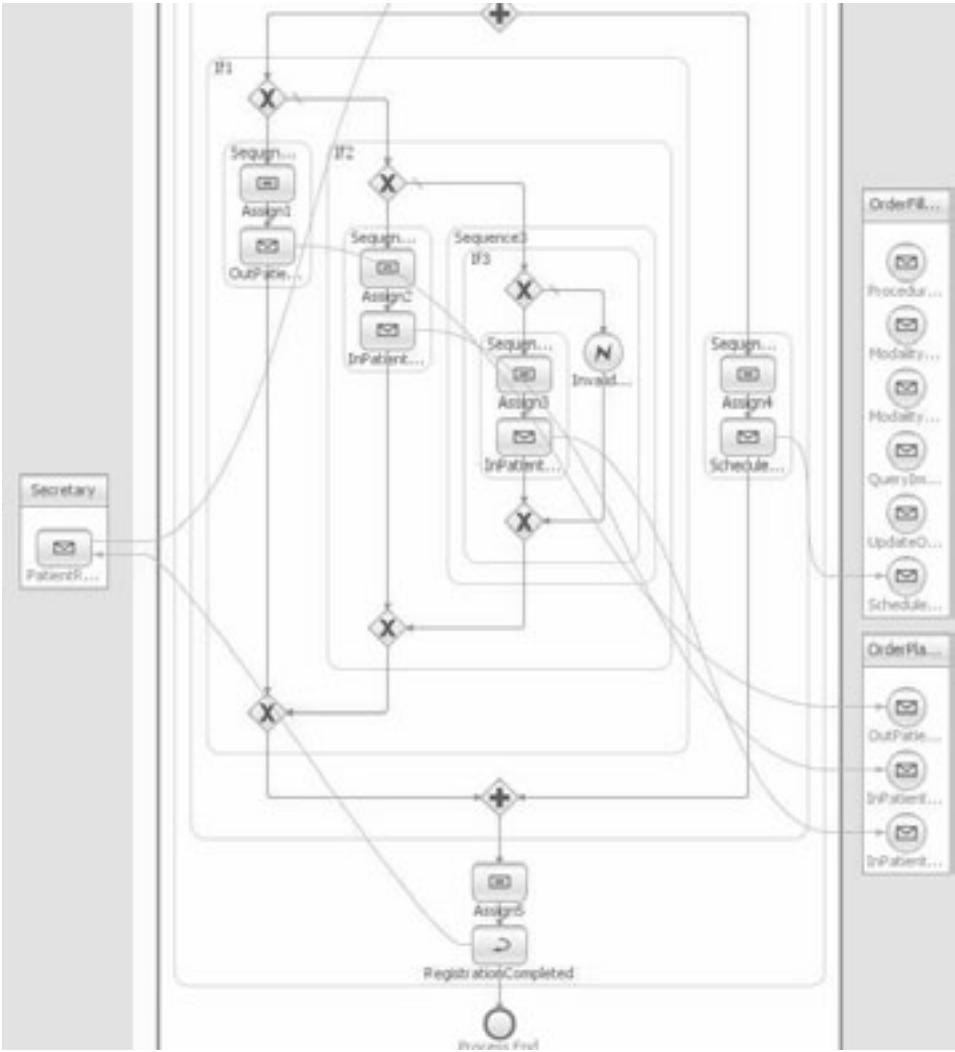 If1
Sequen...
If2
Assign1
OutPatie...
Sequen...
Assign2
InPatient...
Sequence3
If3
Sequen...
Invalid...
Assign3
InPatient...
Sequen...
Assign4
Schedule...
Secretary
PatientR...
OrderFill...
Procedur...
Modality...
Modality...
QueryIm...
UpdateO...
Schedule...
OrderPla...
OutPatie...
InPatient...
InPatient...
Assign5
RegistrationCompleted
Process End